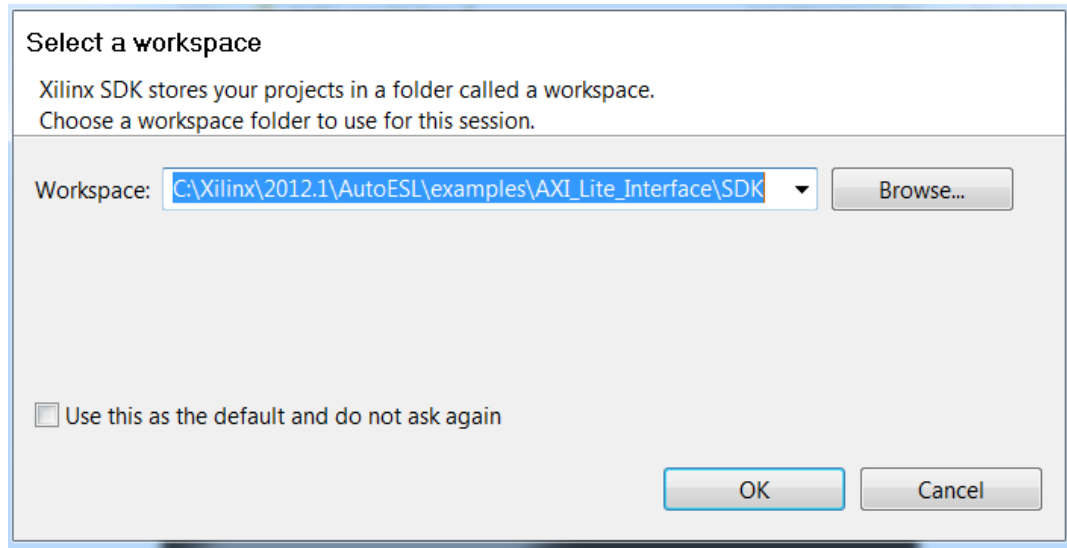 Select a workspace
Xilinx SDK stores your projects in a folder called a workspace.
Choose a workspace folder to use for this session.
Workspace: C:\Xilinx\2012.1\AutoESL\examples\AXI_Lite_Interface\SDK Browse...
Use this as the default and do not ask again
OK Cancel